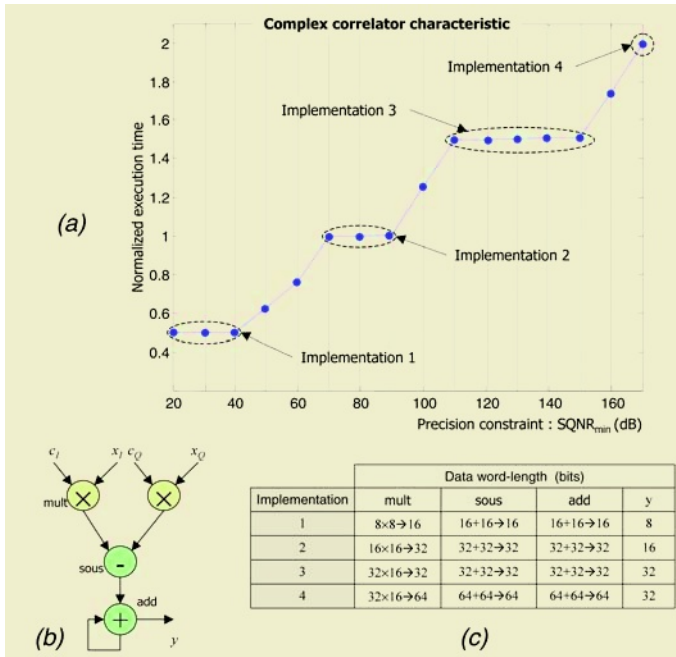 Complex correlator characteristic
Normalized execution time
2
1.8
1.6
1.4
1.2
1
0.8
0.6
0.4
Implementation 4
Implementation 3
Implementation 2
Implementation 1
(a)
20 40 60 80 100 120 140 160
Precision constraint : SQNRmin (dB)
cI xI cQ xQ
mult × ×
sous -
add
+
y
(b)
Data word-length (bits)
Implementation mult sous add y
1 8×8→16 16+16→16 16+16→16 8
2 16×16→32 32+32→32 32+32→32 16
3 32×16→32 32+32→32 32+32→32 32
4 32×16→64 64+64→64 64+64→64 32
(c)